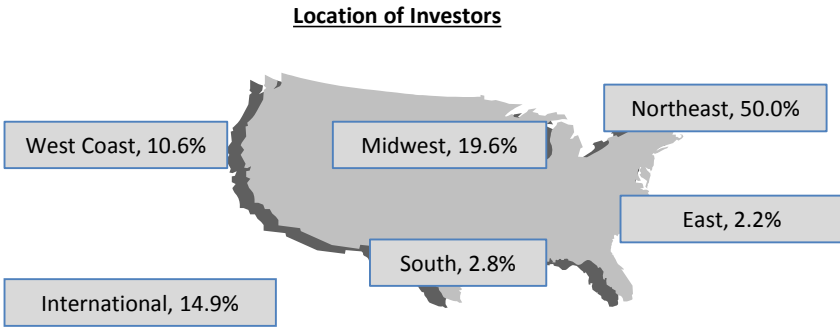 Location of Investors
Northeast, 50.0%
West Coast, 10.6%
Midwest, 19.6%
East, 2.2%
South, 2.8%
International, 14.9%